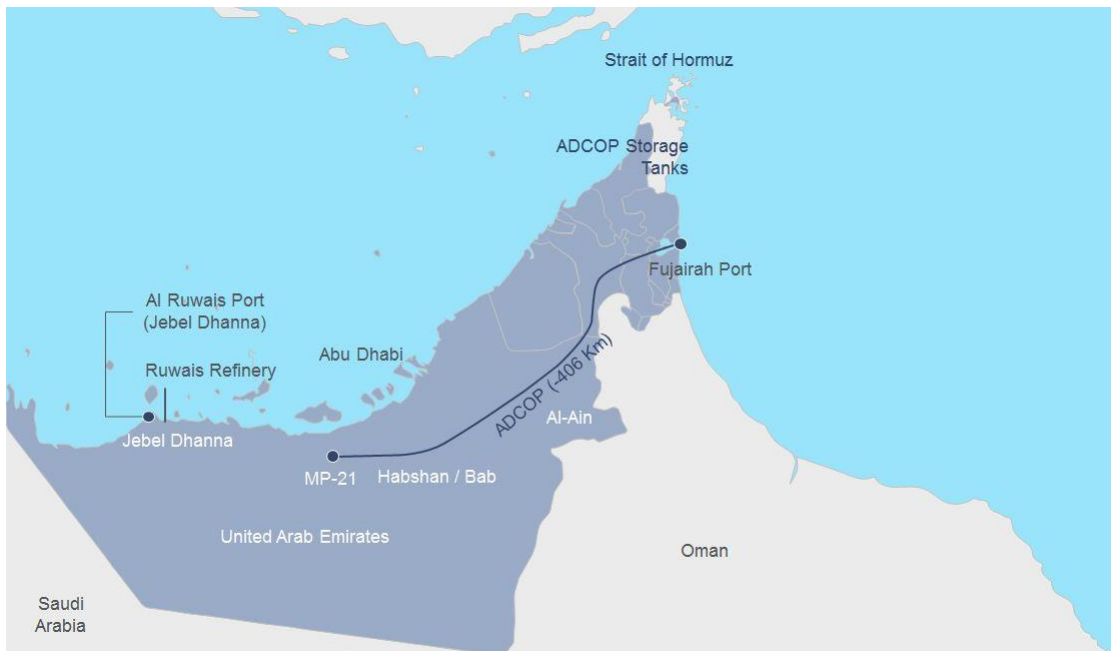 Strait of Hormuz
ADCOP Storage
Tanks
Fujairah Port
Al Ruwais Port
(Jebel Dhanna)
Abu Dhabi
Ruwais Refinery
ADCOP (~406 Km)
Al-Ain
Jebel Dhanna
MP-21
Habshan / Bab
United Arab Emirates
Oman
Saudi
Arabia